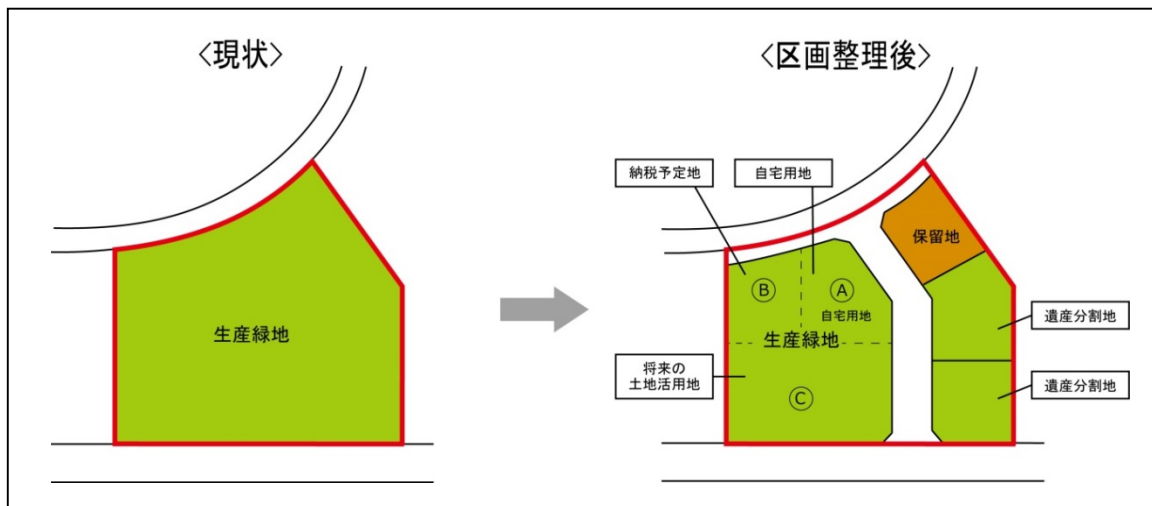 〈現状〉
生産緑地
〈区画整理後〉
納税予定地
自宅用地
保留地
Ⓑ
Ⓐ
自宅用地
生産緑地
遺産分割地
将来の
土地活用地
遺産分割地
Ⓒ